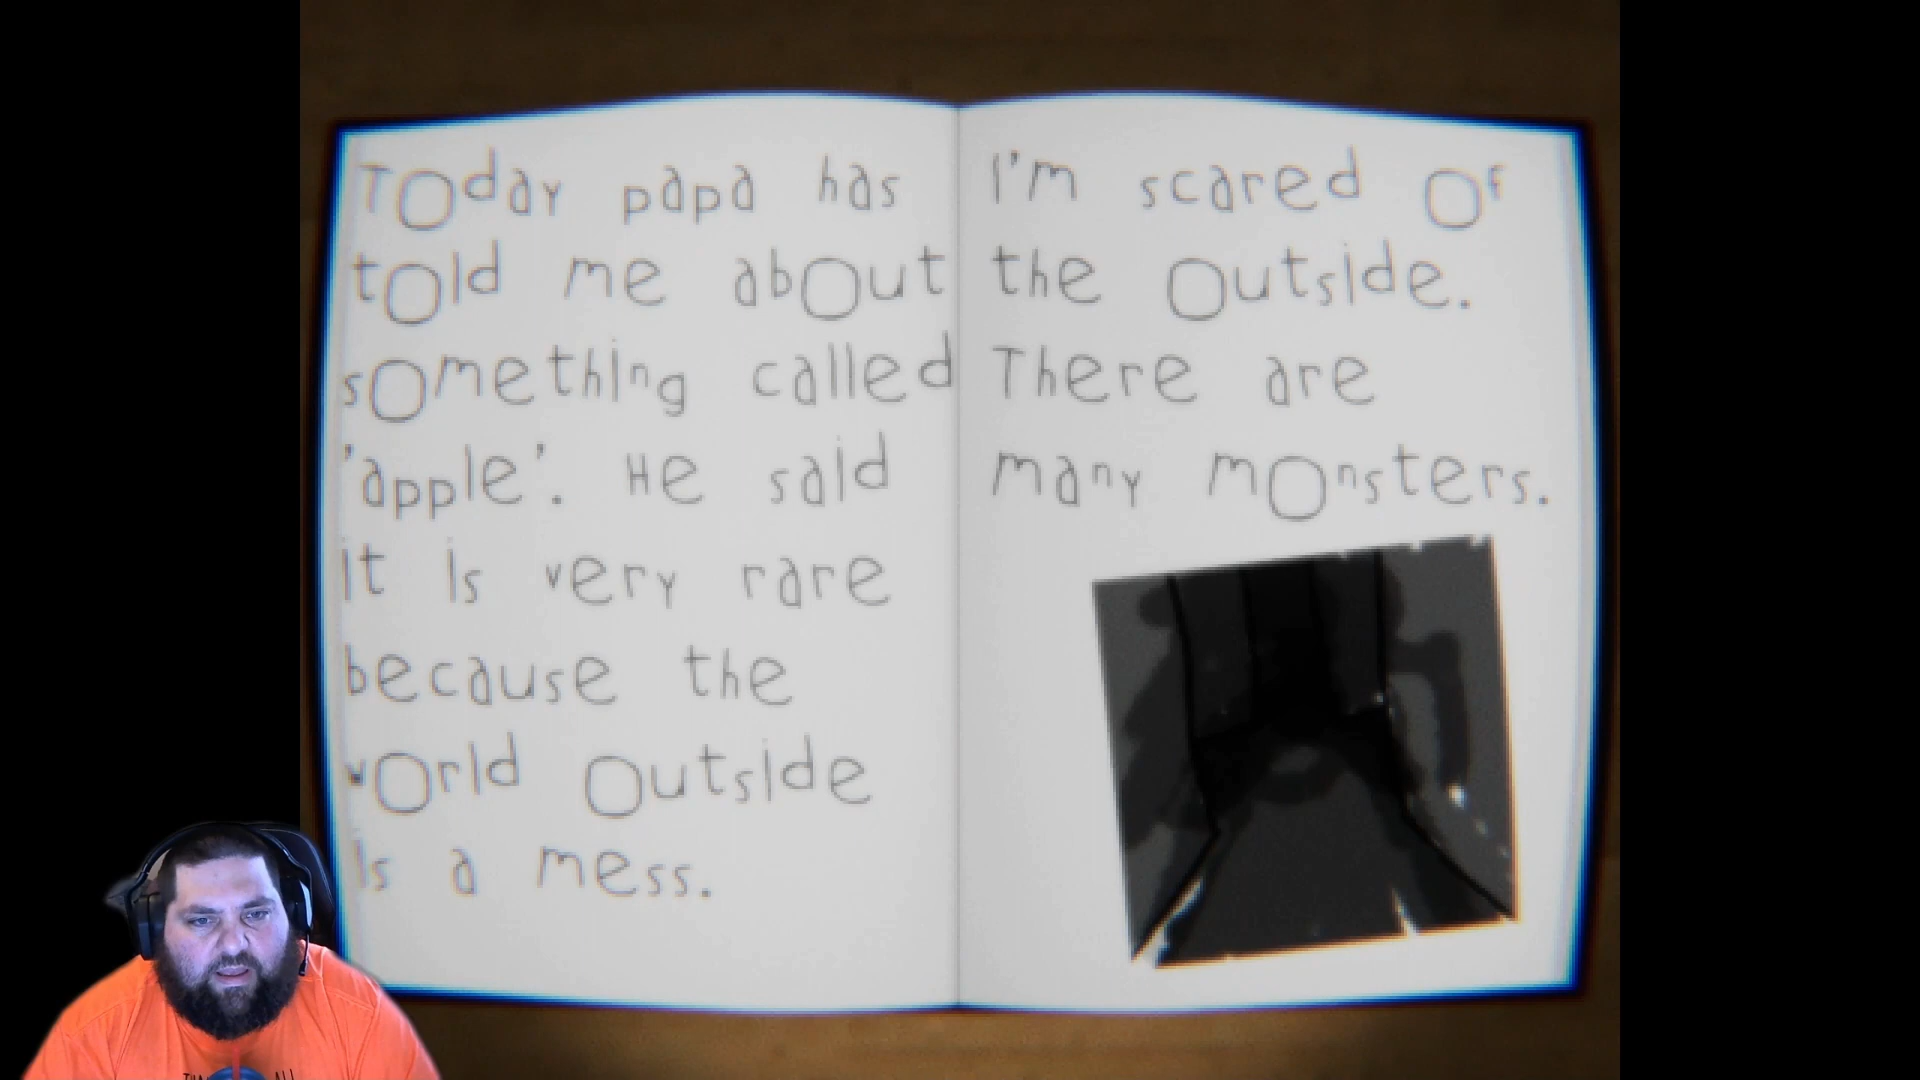 Today papa has
told me about
something called
'apple'. He said
it is very rare
because the
world outside
is a mess.
I'm scared of
the outside.
There are
many monsters.
ALL